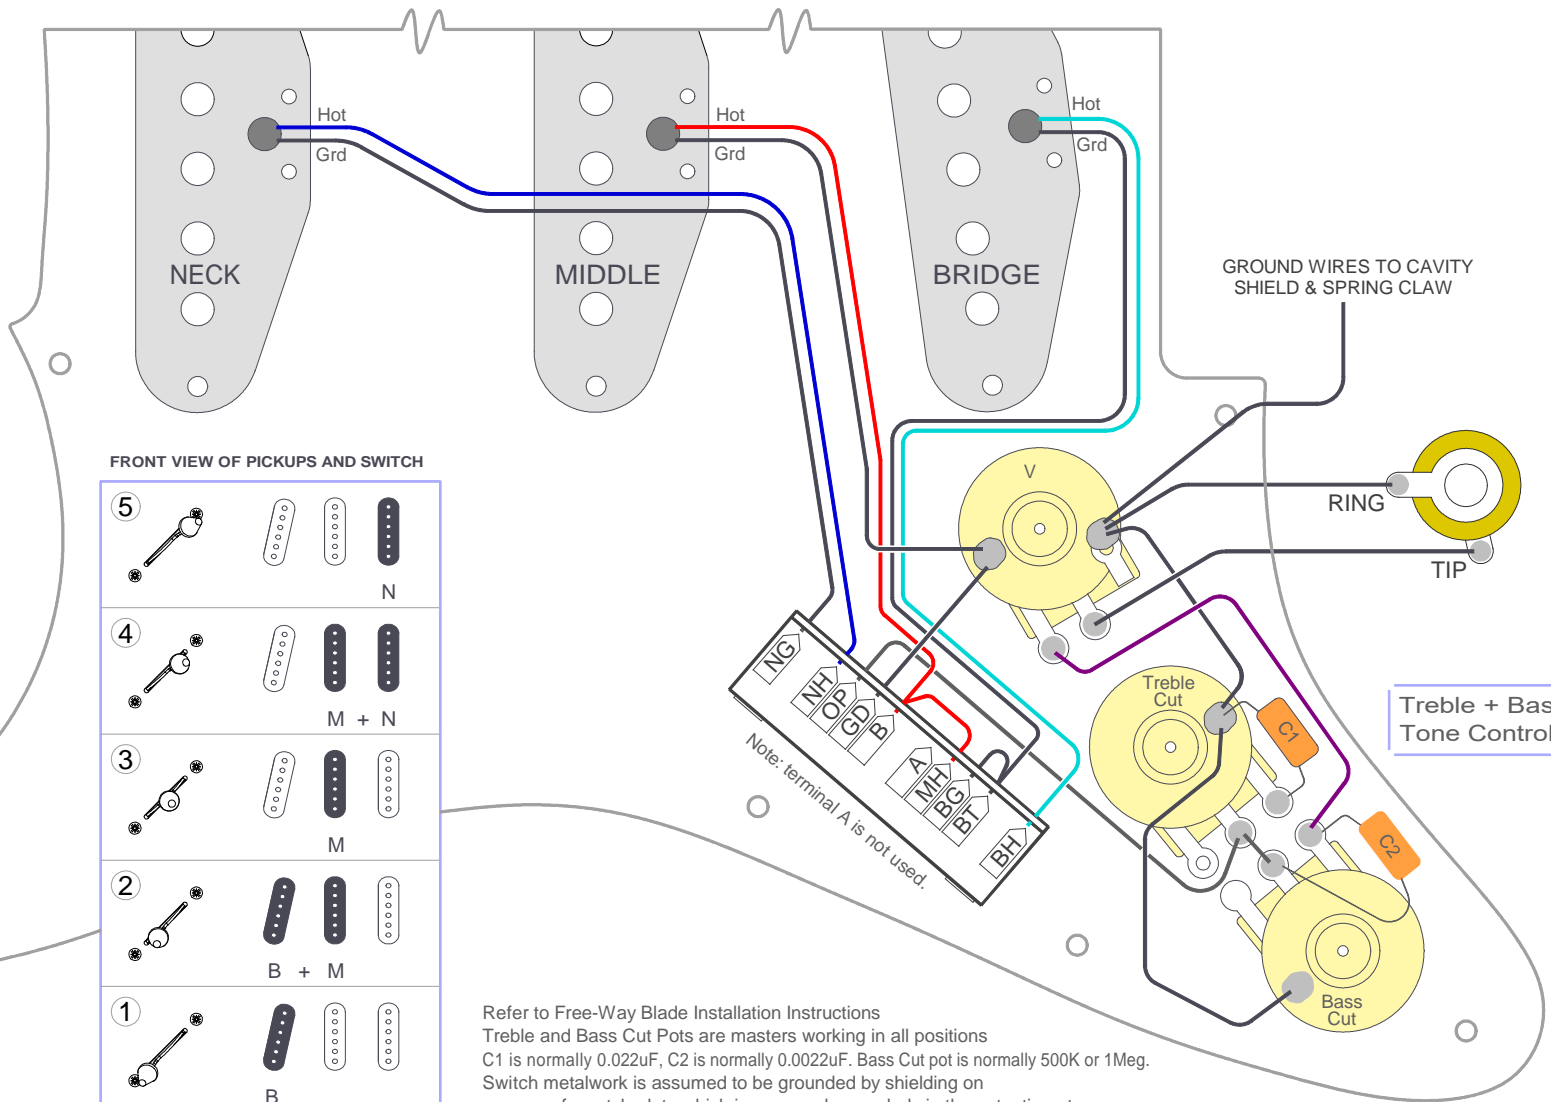 Hot
Grd
Hot
Grd
Hot
Grd
NECK
MIDDLE
BRIDGE
GROUND WIRES TO CAVITY
SHIELD & SPRING CLAW
V
RING
TIP
FRONT VIEW OF PICKUPS AND SWITCH
5
N
4
M + N
3
M
2
B + M
1
B
NG
NH
OP
GD
B
A
MH
BG
BT
BH
Note: terminal A is not used.
Treble
Cut
C1
C2
Bass
Cut
Treble + Bas
Tone Control
Refer to Free-Way Blade Installation Instructions
Treble and Bass Cut Pots are masters working in all positions
C1 is normally 0.022uF, C2 is normally 0.0022uF. Bass Cut pot is normally 500K or 1Meg.
Switch metalwork is assumed to be grounded by shielding on